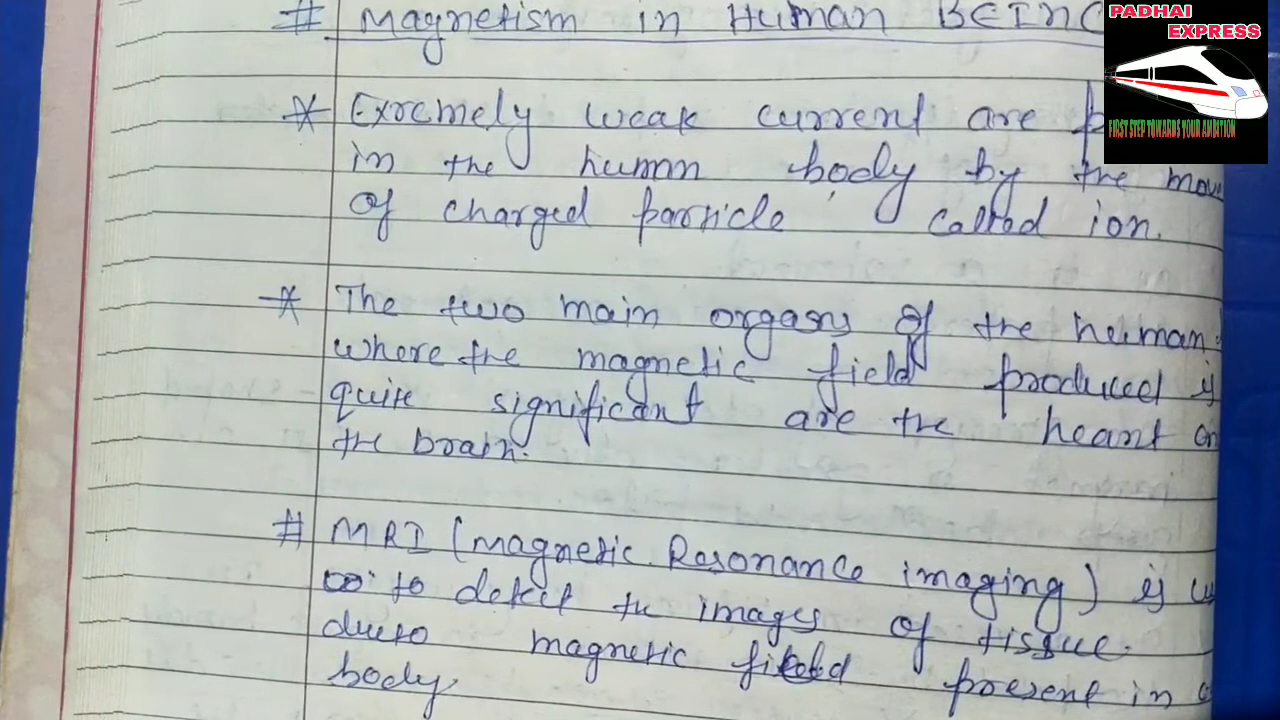 # Magnetism in Human BEING
PADHAI
EXPRESS
FIRST STEP TOWARDS YOUR AMBITION
* Exremely weak current are
in the human body by the mov
of charged particle called ion.
* The two main organs of the human
where the magnetic field produced is
quite significant are the heart an
the brain.
# MRI (Magnetic Resonance imaging) is u
to detect the images of tissue.
dueto magnetic field present in
body.